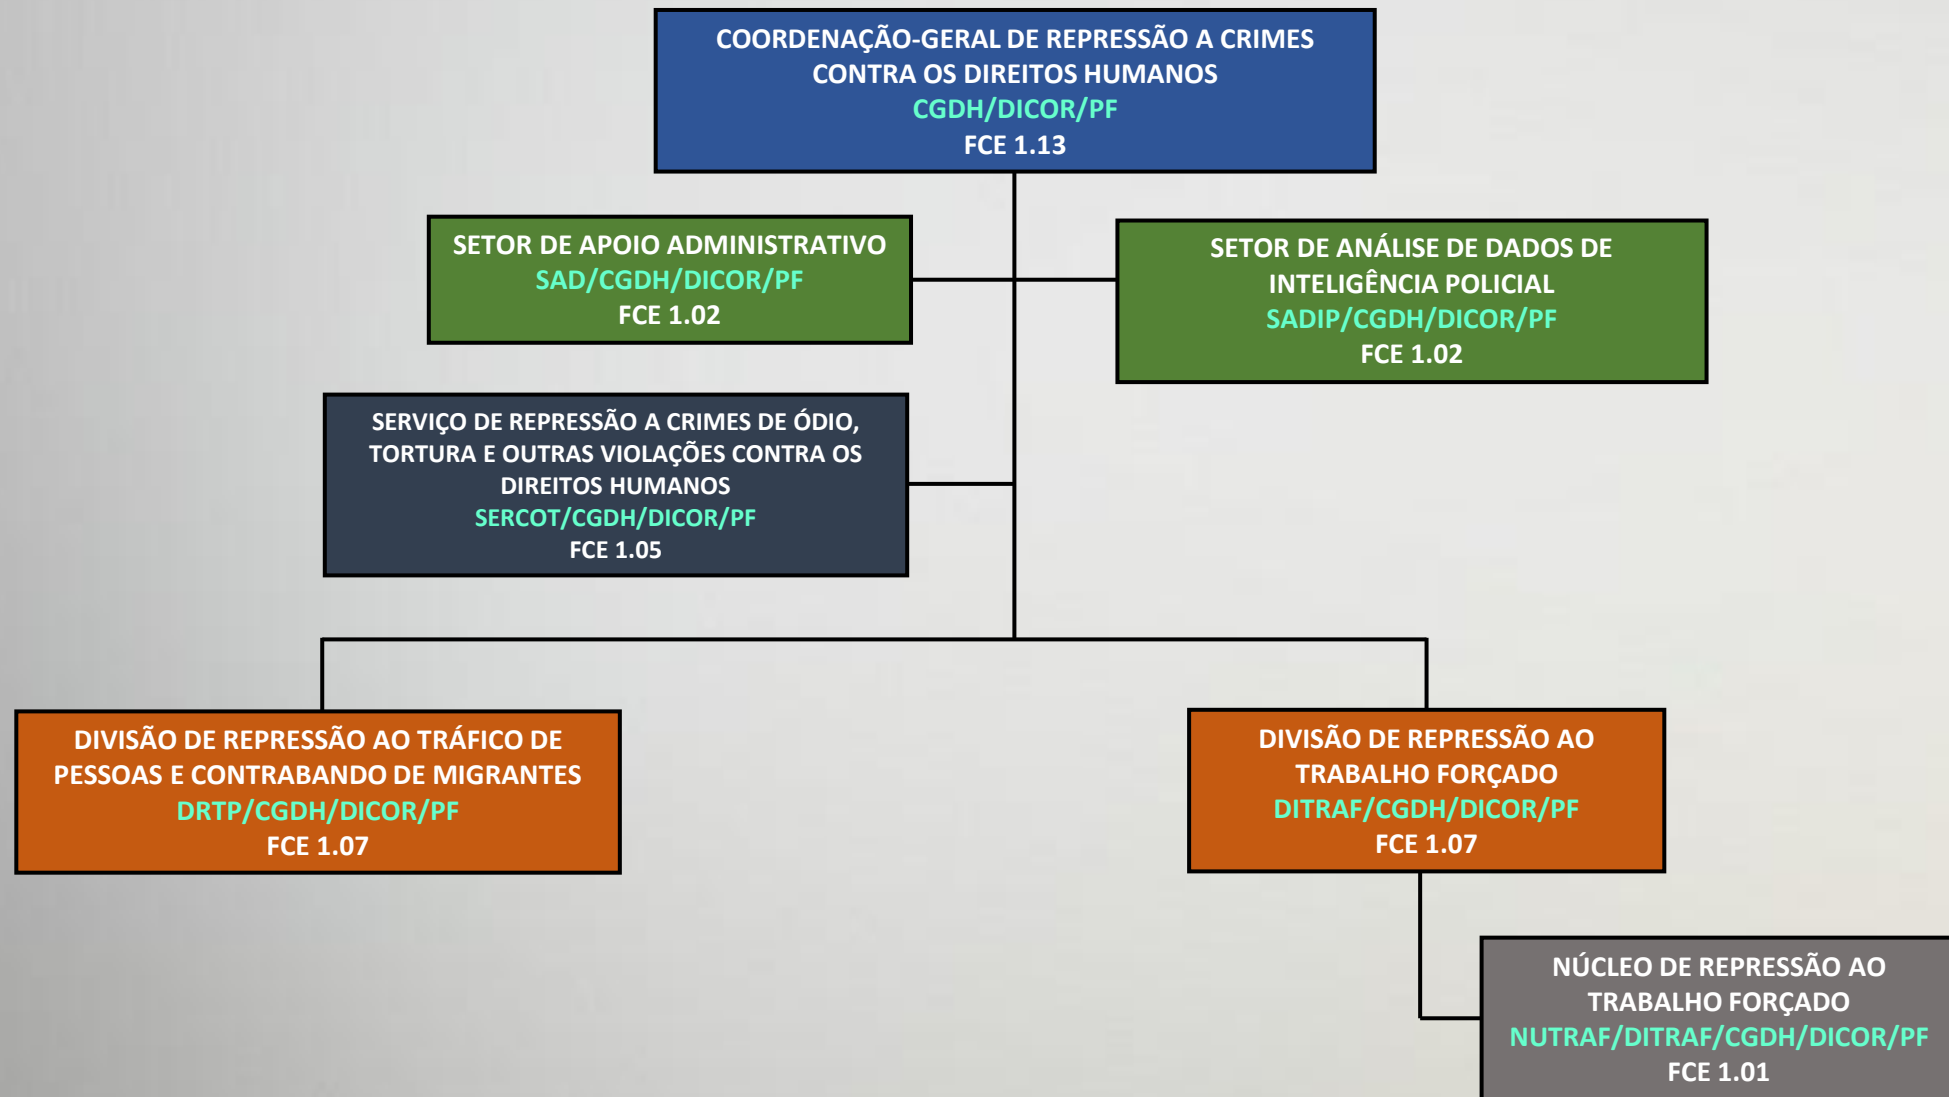 COORDENAÇÃO-GERAL DE REPRESSÃO A CRIMES
CONTRA OS DIREITOS HUMANOS
CGDH/DICOR/PF
FCE 1.13
SETOR DE APOIO ADMINISTRATIVO
SAD/CGDH/DICOR/PF
FCE 1.02
SETOR DE ANÁLISE DE DADOS DE
INTELIGÊNCIA POLICIAL
SADIP/CGDH/DICOR/PF
FCE 1.02
SERVIÇO DE REPRESSÃO A CRIMES DE ÓDIO,
TORTURA E OUTRAS VIOLAÇÕES CONTRA OS
DIREITOS HUMANOS
SERCOT/CGDH/DICOR/PF
FCE 1.05
DIVISÃO DE REPRESSÃO AO TRÁFICO DE
PESSOAS E CONTRABANDO DE MIGRANTES
DRTP/CGDH/DICOR/PF
FCE 1.07
DIVISÃO DE REPRESSÃO AO
TRABALHO FORÇADO
DITRAF/CGDH/DICOR/PF
FCE 1.07
NÚCLEO DE REPRESSÃO AO
TRABALHO FORÇADO
NUTRAF/DITRAF/CGDH/DICOR/PF
FCE 1.01